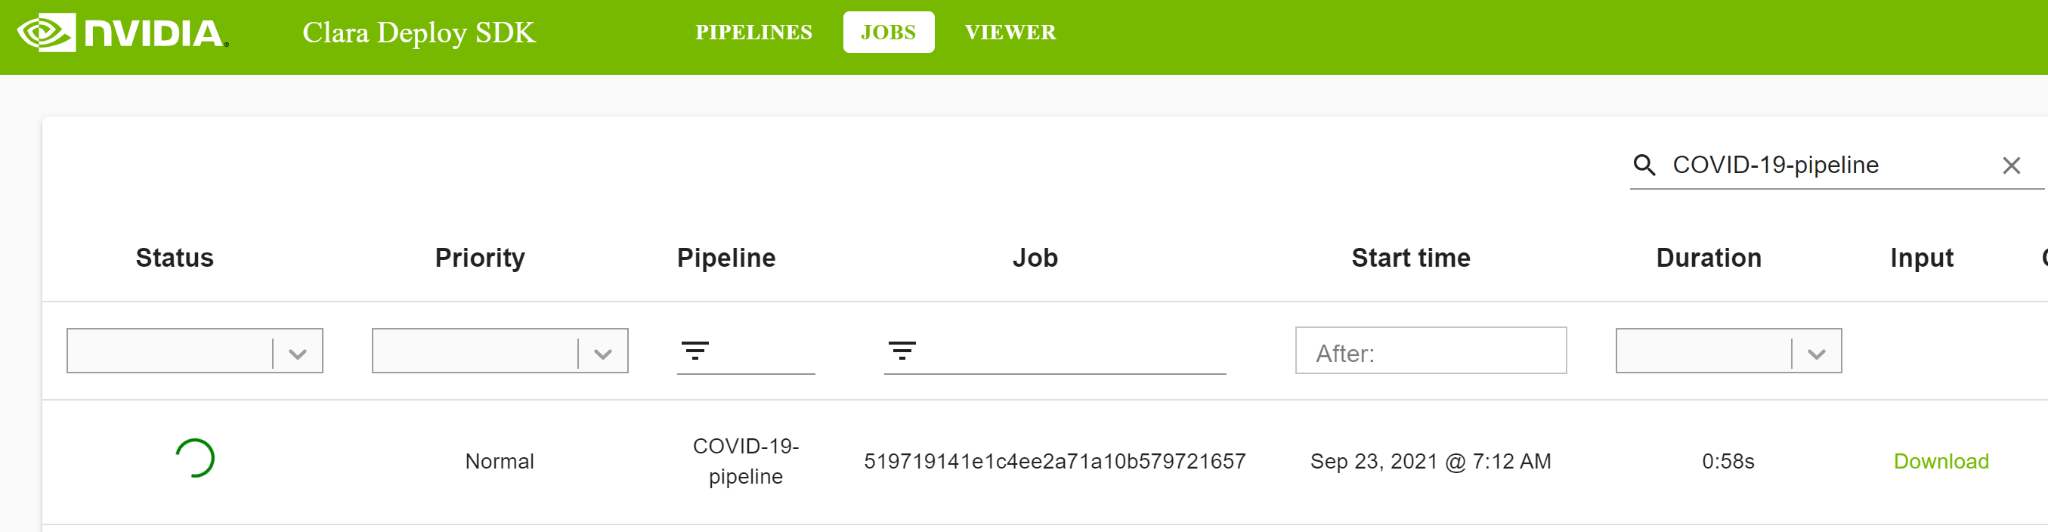 NVIDIA. Clara Deploy SDK PIPELINES JOBS VIEWER
COVID-19-pipeline
Status Priority Pipeline Job Start time Duration Input
After:
Normal COVID-19-pipeline 519719141e1c4ee2a71a10b579721657 Sep 23, 2021 @ 7:12 AM 0:58s Download